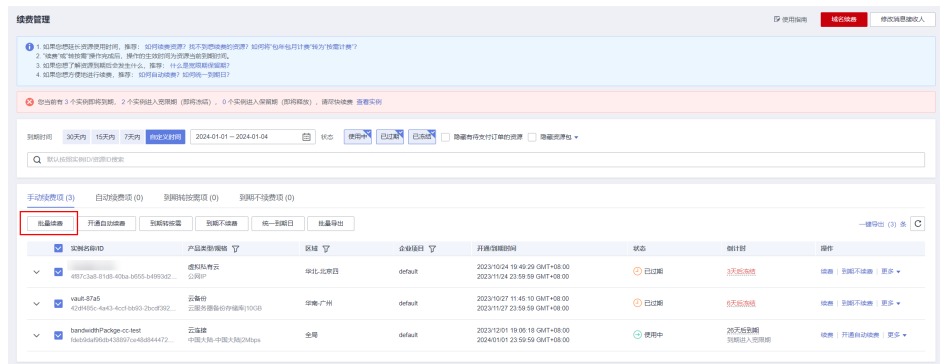 续费管理
使用指南
域名续费
修改消息接收人
1. 如果您想延长资源使用时间，推荐： 如何续费资源? 找不到想续费的资源? 如何将“包年包月计费”转为“按需计费”?
2. “续费”或“转按需”操作完成后，操作的生效时间为资源当前到期时间。
3. 如果您想了解资源到期后会发生什么，推荐： 什么是宽限期保留期?
4. 如果您想方便地进行续费，推荐： 如何自动续费? 如何统一到期日?
您当前有 3 个实例即将到期、2 个实例进入宽限期（即将冻结）、0 个实例进入保留期（即将释放），请尽快续费 查看实例
到期时间 30天内 15天内 7天内 自定义时间 2024-01-01 – 2024-01-04 状态 使用中 已过期 已冻结 隐藏有待支付订单的资源 隐藏资源包
默认按照实例ID/资源ID搜索
手动续费项 (3) 自动续费项 (0) 到期转按需项 (0) 到期不续费项 (0)
批量续费 开通自动续费 到期转按需 到期不续费 统一到期日 批量导出 一键导出 (3) 条
实例名称/ID 产品类型/规格 区域 企业项目 开通/到期时间 状态 倒计时 操作
虚拟私有云 华北-北京四 default 2023/10/24 19:49:29 GMT+08:00 已过期 3天后冻结 续费 | 到期不续费 | 更多
4f87c3a8-81d8-40ba-b655-b4993d2... 公网IP 2023/11/24 23:59:59 GMT+08:00
vault-87a5 云备份 华南-广州 default 2023/10/27 11:45:10 GMT+08:00 已过期 6天后冻结 续费 | 到期不续费 | 更多
42df485c-4a43-4ccf-bb93-2bcdf392... 云服务器备份存储库|10GB 2023/11/27 23:59:59 GMT+08:00
bandwidthPackge-cc-test 云连接 全局 default 2023/12/01 19:06:18 GMT+08:00 使用中 26天后到期 续费 | 开通自动续费 | 更多
fdeb9daf98db438897ce48d844472... 中国大陆-中国大陆|2Mbps 2024/01/01 23:59:59 GMT+08:00 到期进入宽限期